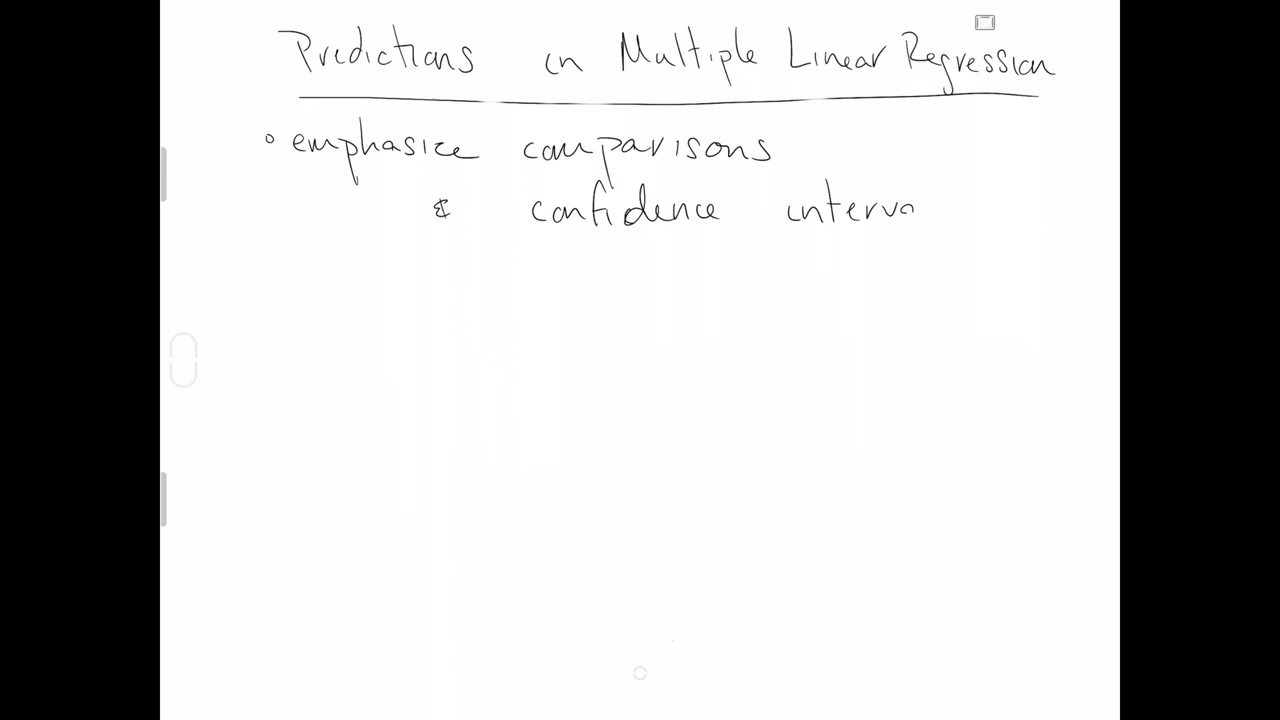 Predictions in Multiple Linear Regression
◦ emphasize comparisons
& confidence interva